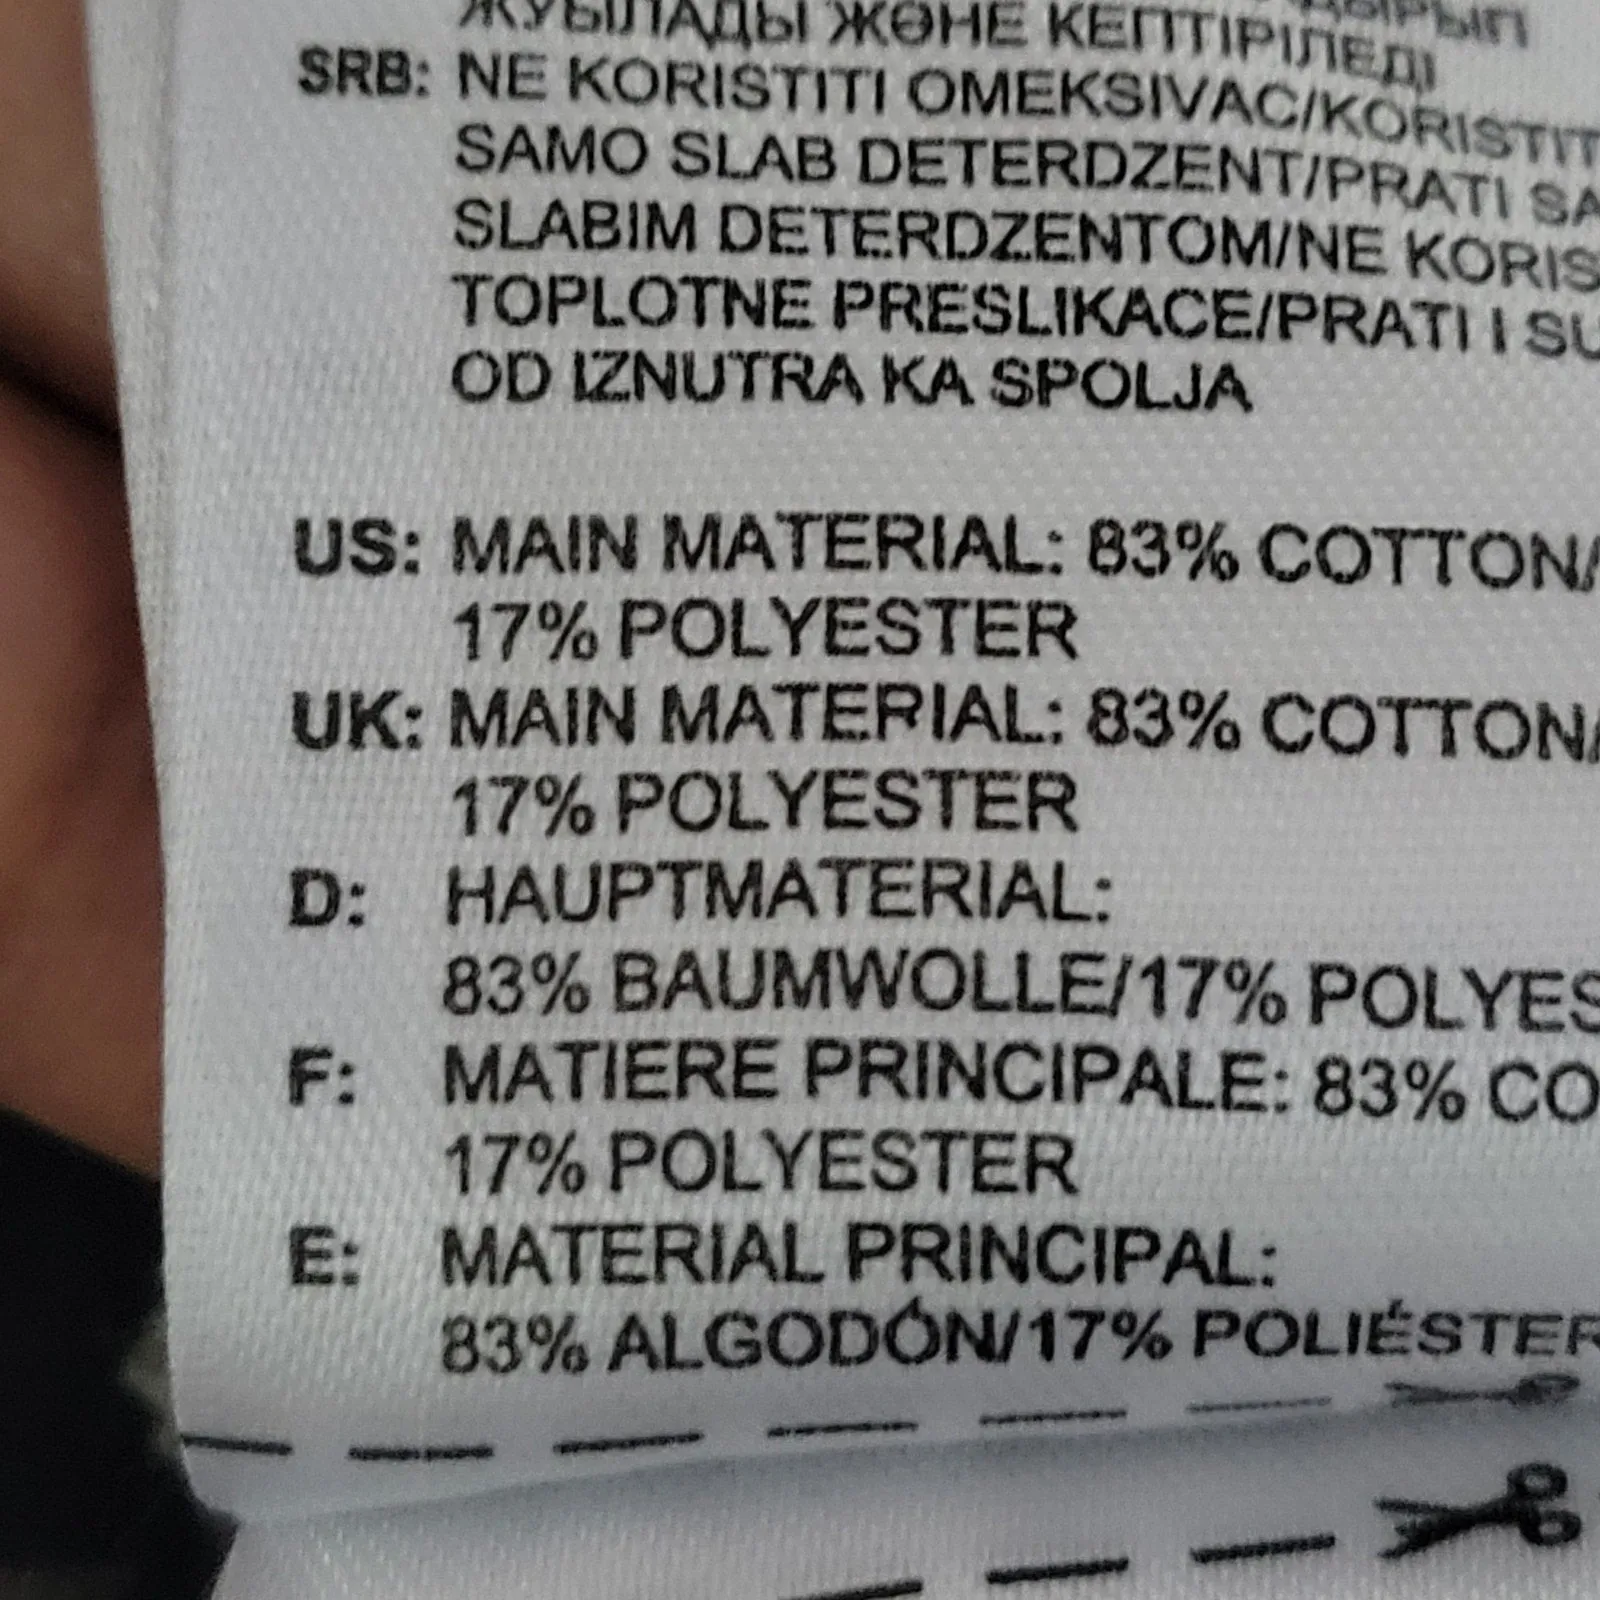 ЖУЫЛАДЫ ЖӘНЕ КЕПТІРІЛЕДІ
SRB: NE KORISTITI OMEKSIVAC/KORISTIT
SAMO SLAB DETERDZENT/PRATI SA
SLABIM DETERDZENTOM/NE KORIS
TOPLOTNE PRESLIKACE/PRATI I SU
OD IZNUTRA KA SPOLJA
US: MAIN MATERIAL: 83% COTTON/
17% POLYESTER
UK: MAIN MATERIAL: 83% COTTON/
17% POLYESTER
D: HAUPTMATERIAL:
83% BAUMWOLLE/17% POLYES
F: MATIERE PRINCIPALE: 83% CO
17% POLYESTER
E: MATERIAL PRINCIPAL:
83% ALGODÓN/17% POLIÉSTER